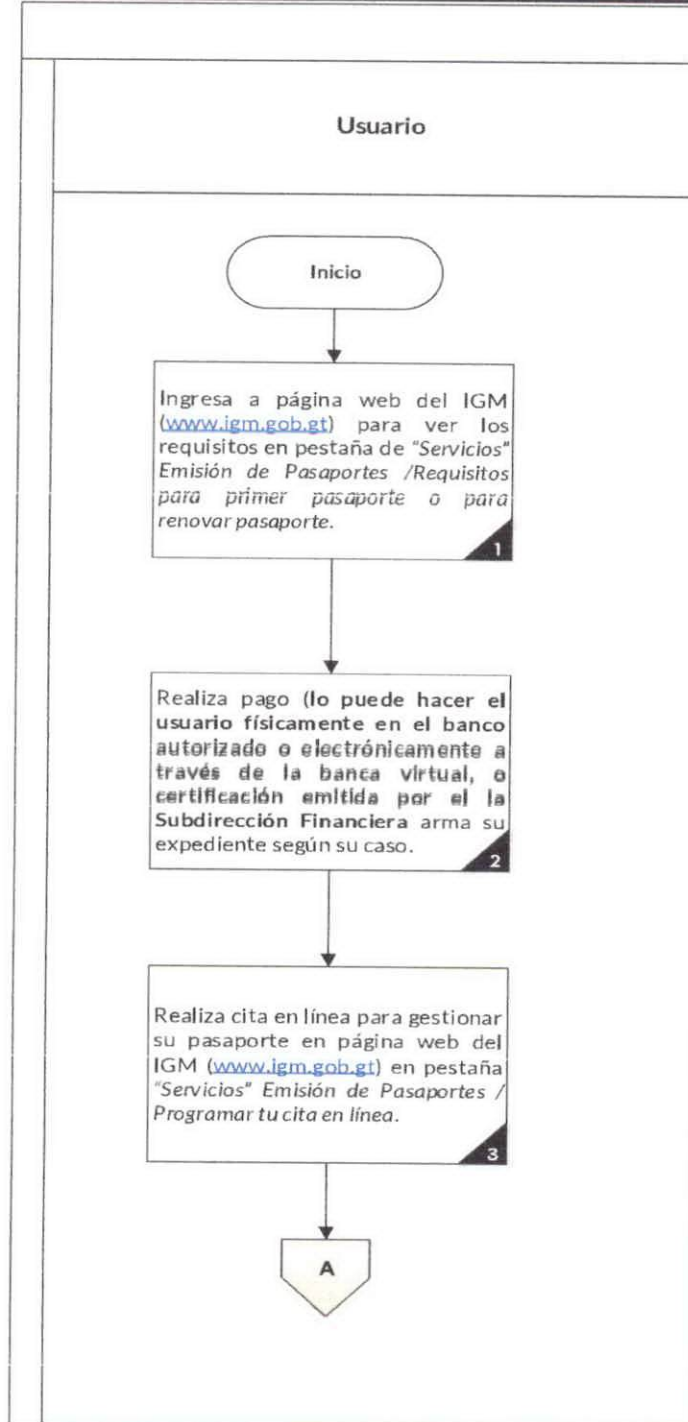 Usuario
Inicio
Ingresa a página web del IGM
(www.igm.gob.gt) para ver los
requisitos en pestaña de "Servicios"
Emisión de Pasaportes /Requisitos
para primer pasaporte o para
renovar pasaporte.
1
Realiza pago (lo puede hacer el
usuario físicamente en el banco
autorizado o electrónicamente a
través de la banca virtual, o
certificación emitida por el la
Subdirección Financiera arma su
expediente según su caso.
2
Realiza cita en línea para gestionar
su pasaporte en página web del
IGM (www.igm.gob.gt) en pestaña
"Servicios" Emisión de Pasaportes /
Programar tu cita en línea.
3
A